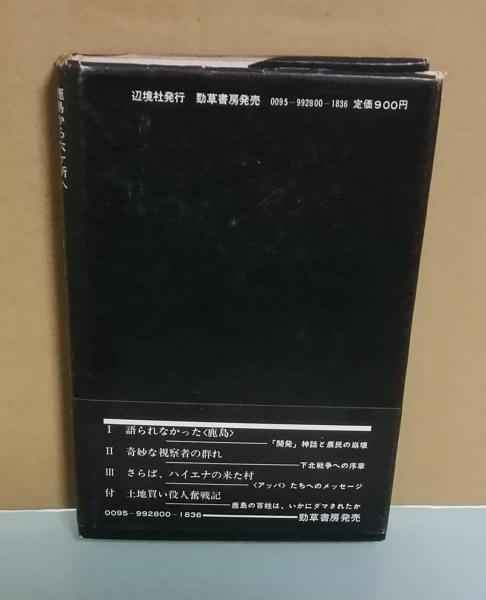 鹿島から六ヶ所へ
辺境社発行 勁草書房発売 0095-992800-1836 定価900円
I 語られなかった〈鹿島〉
「開発」神話と農民の崩壊
II 奇妙な視察者の群れ
下北戦争への序章
III さらば、ハイエナの来た村
〈アッパ〉たちへのメッセージ
付 土地買い役人奮戦記
鹿島の百姓は、いかにダマされたか
0095-992800-1836 勁草書房発売